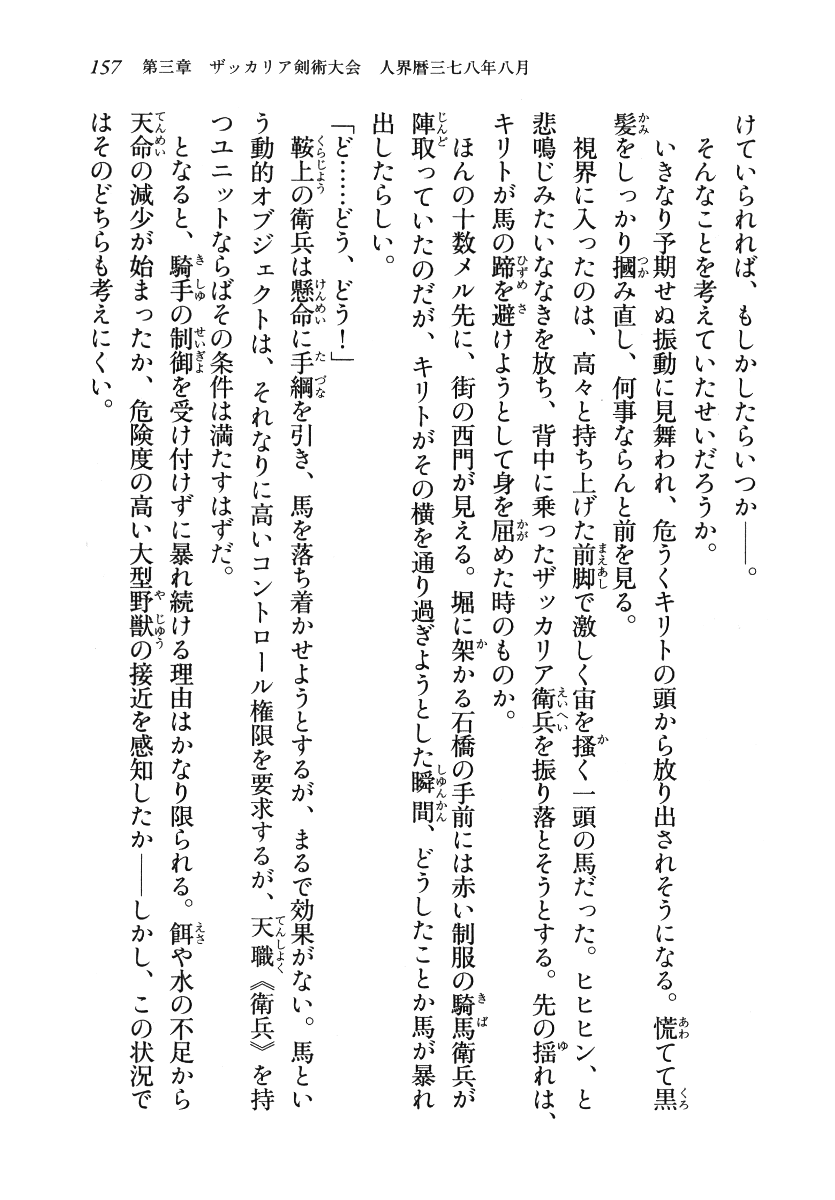 157 第三章 ザッカリア剣術大会 人界暦三七八年八月
けていられれば、もしかしたらいつか――。
そんなことを考えていたせいだろうか。
いきなり予期せぬ振動に見舞われ、危うくキリトの頭から放り出されそうになる。慌てて黒
髪をしっかり摑み直し、何事ならんと前を見る。
視界に入ったのは、高々と持ち上げた前脚で激しく宙を搔く一頭の馬だった。ヒヒヒン、と
悲鳴じみたいななきを放ち、背中に乗ったザッカリア衛兵を振り落とそうとする。先の揺れは、
キリトが馬の蹄を避けようとして身を屈めた時のものか。
ほんの十数メル先に、街の西門が見える。堀に架かる石橋の手前には赤い制服の騎馬衛兵が
陣取っていたのだが、キリトがその横を通り過ぎようとした瞬間、どうしたことか馬が暴れ
出したらしい。
「ど……どう、どう！」
鞍上の衛兵は懸命に手綱を引き、馬を落ち着かせようとするが、まるで効果がない。馬とい
う動的オブジェクトは、それなりに高いコントロール権限を要求するが、天職《衛兵》を持
つユニットならばその条件は満たすはずだ。
となると、騎手の制御を受け付けずに暴れ続ける理由はかなり限られる。餌や水の不足から
天命の減少が始まったか、危険度の高い大型野獣の接近を感知したか――しかし、この状況で
はそのどちらも考えにくい。